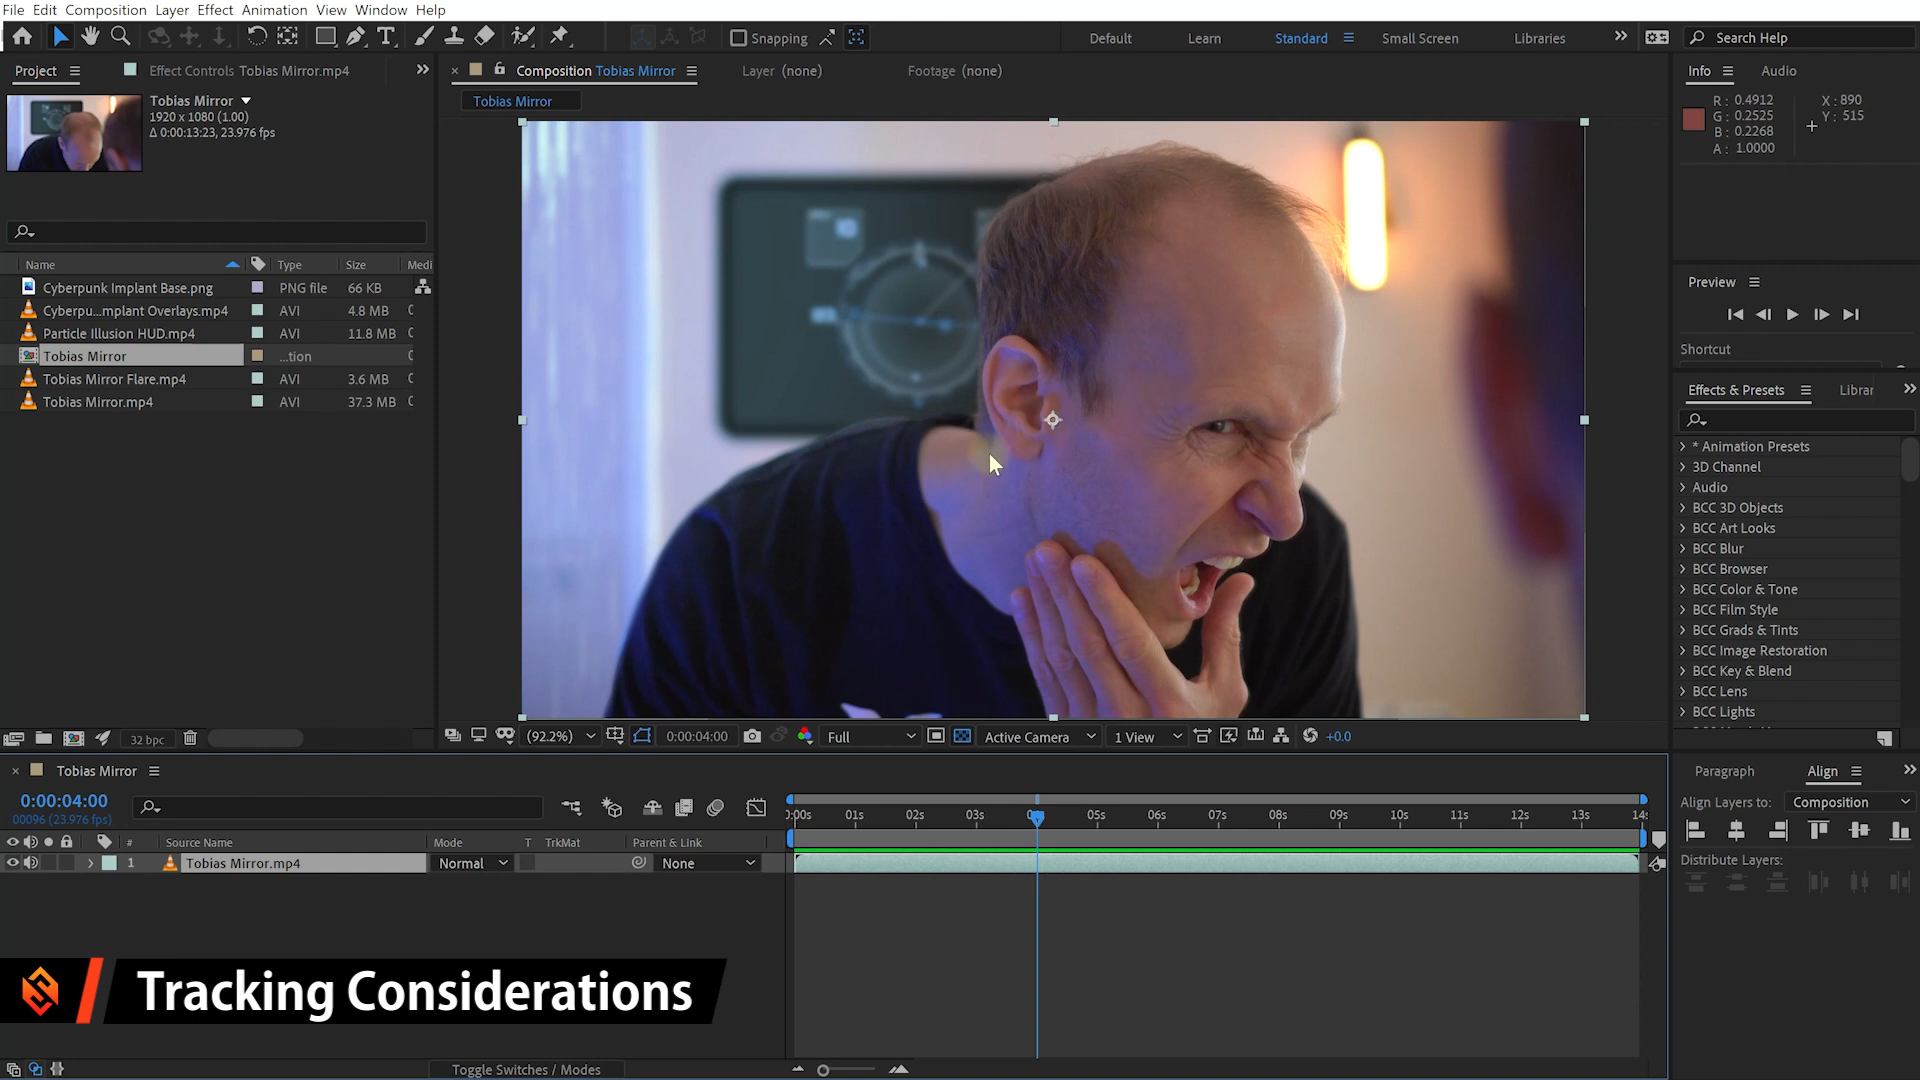 File Edit Composition Layer Effect Animation View Window Help
Snapping
Default Learn Standard Small Screen Libraries
Search Help
Project
Effect Controls Tobias Mirror.mp4
Composition Tobias Mirror
Layer (none)
Footage (none)
Info Audio
Tobias Mirror
1920 x 1080 (1.00)
Δ 0:00:13:23, 23.976 fps
Tobias Mirror
R: 0.4912
G: 0.2525
B: 0.2268
A: 1.0000
X: 890
Y: 515
Name Type Size Medi
Cyberpunk Implant Base.png PNG file 66 KB
Cyberpu...mplant Overlays.mp4 AVI 4.8 MB
Particle Illusion HUD.mp4 AVI 11.8 MB
Tobias Mirror ...tion
Tobias Mirror Flare.mp4 AVI 3.6 MB
Tobias Mirror.mp4 AVI 37.3 MB
Preview
Shortcut
Effects & Presets Librar
* Animation Presets
3D Channel
Audio
BCC 3D Objects
BCC Art Looks
BCC Blur
BCC Browser
BCC Color & Tone
BCC Film Style
BCC Grads & Tints
BCC Image Restoration
BCC Key & Blend
BCC Lens
BCC Lights
32 bpc
(92.2%) 0:00:04:00 Full Active Camera 1 View +0.0
Tobias Mirror
0:00:04:00
00096 (23.976 fps)
# Source Name Mode T TrkMat Parent & Link
1 Tobias Mirror.mp4 Normal None
:00s 01s 02s 03s 05s 06s 07s 08s 09s 10s 11s 12s 13s 14s
Paragraph Align
Align Layers to: Composition
Distribute Layers:
Tracking Considerations
Toggle Switches / Modes